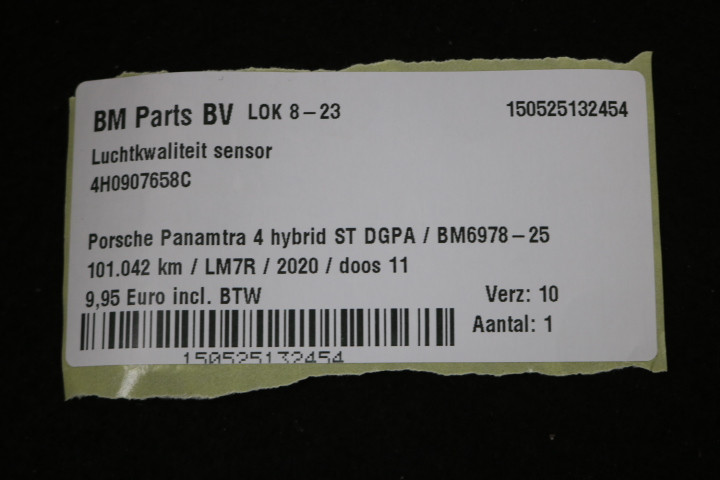 BM Parts BV LOK 8-23 150525132454
Luchtkwaliteit sensor
4H0907658C
Porsche Panamtra 4 hybrid ST DGPA / BM6978-25
101.042 km / LM7R / 2020 / doos 11
9,95 Euro incl. BTW Verz: 10
Aantal: 1
150525132454